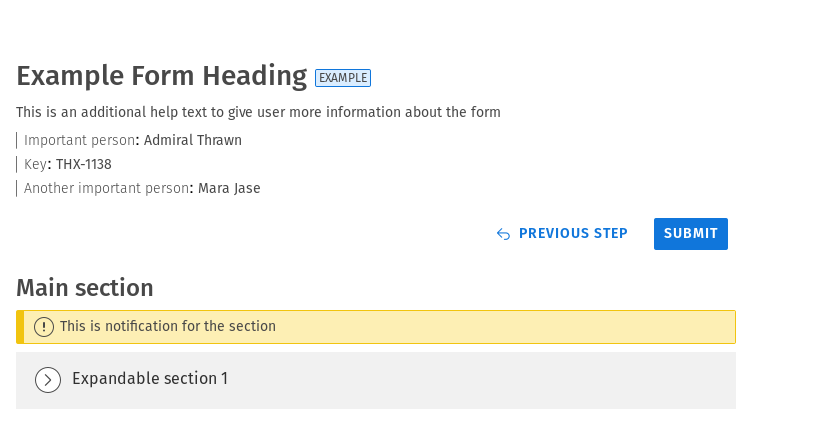 Example Form Heading EXAMPLE
This is an additional help text to give user more information about the form
Important person: Admiral Thrawn
Key: THX-1138
Another important person: Mara Jase
PREVIOUS STEP SUBMIT
Main section
This is notification for the section
Expandable section 1